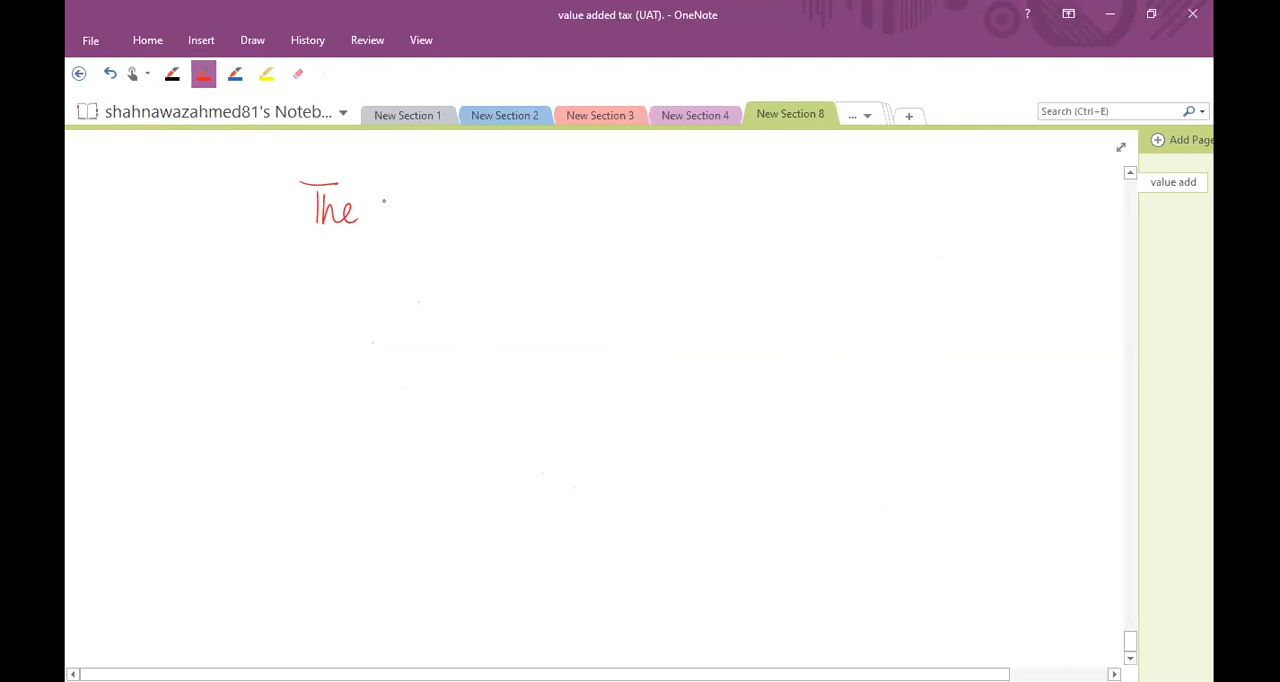 value added tax (UAT). - OneNote
?
File Home Insert Draw History Review View
shahnawazahmed81's Noteb... New Section 1 New Section 2 New Section 3 New Section 4 New Section 8 ... + Search (Ctrl+E)
Add Page
value add
The